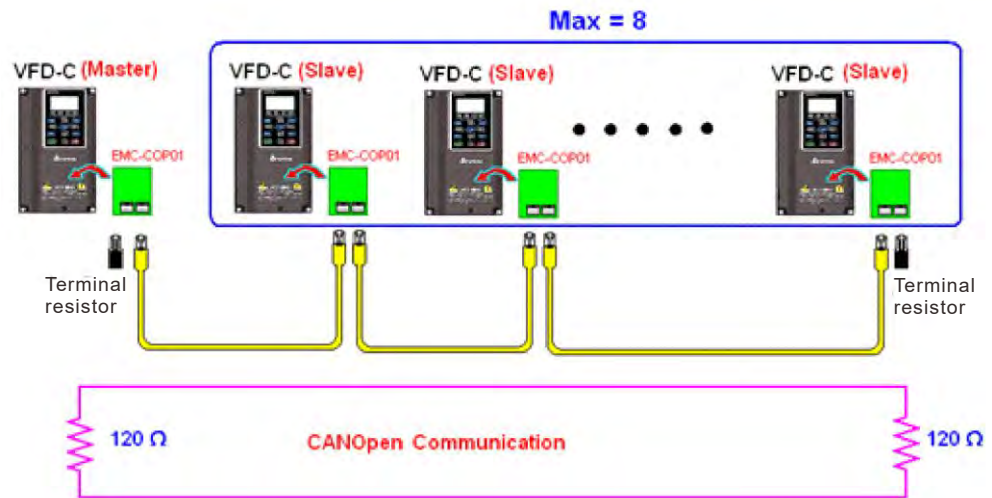 Max = 8
VFD-C (Master)
VFD-C (Slave)
VFD-C (Slave)
VFD-C (Slave)
EMC-COP01
EMC-COP01
EMC-COP01
EMC-COP01
Terminal
resistor
Terminal
resistor
120 Ω
CANOpen Communication
120 Ω